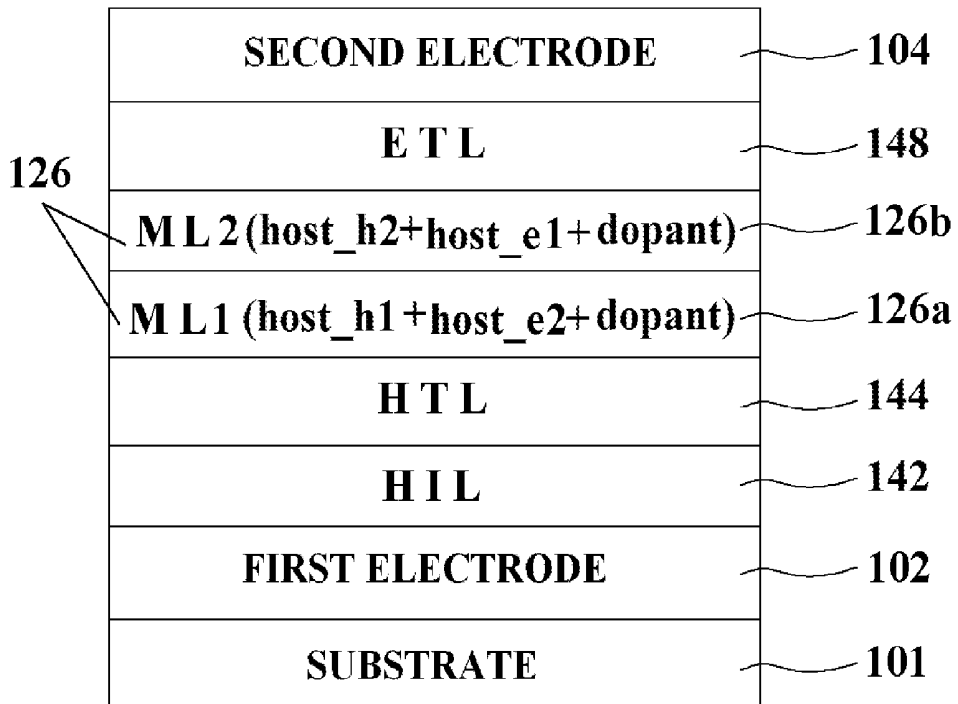 SECOND ELECTRODE 104
E T L 148
126
M L 2 (host_h2+host_e1+dopant) 126b
M L 1 (host_h1+host_e2+dopant) 126a
H T L 144
H I L 142
FIRST ELECTRODE 102
SUBSTRATE 101